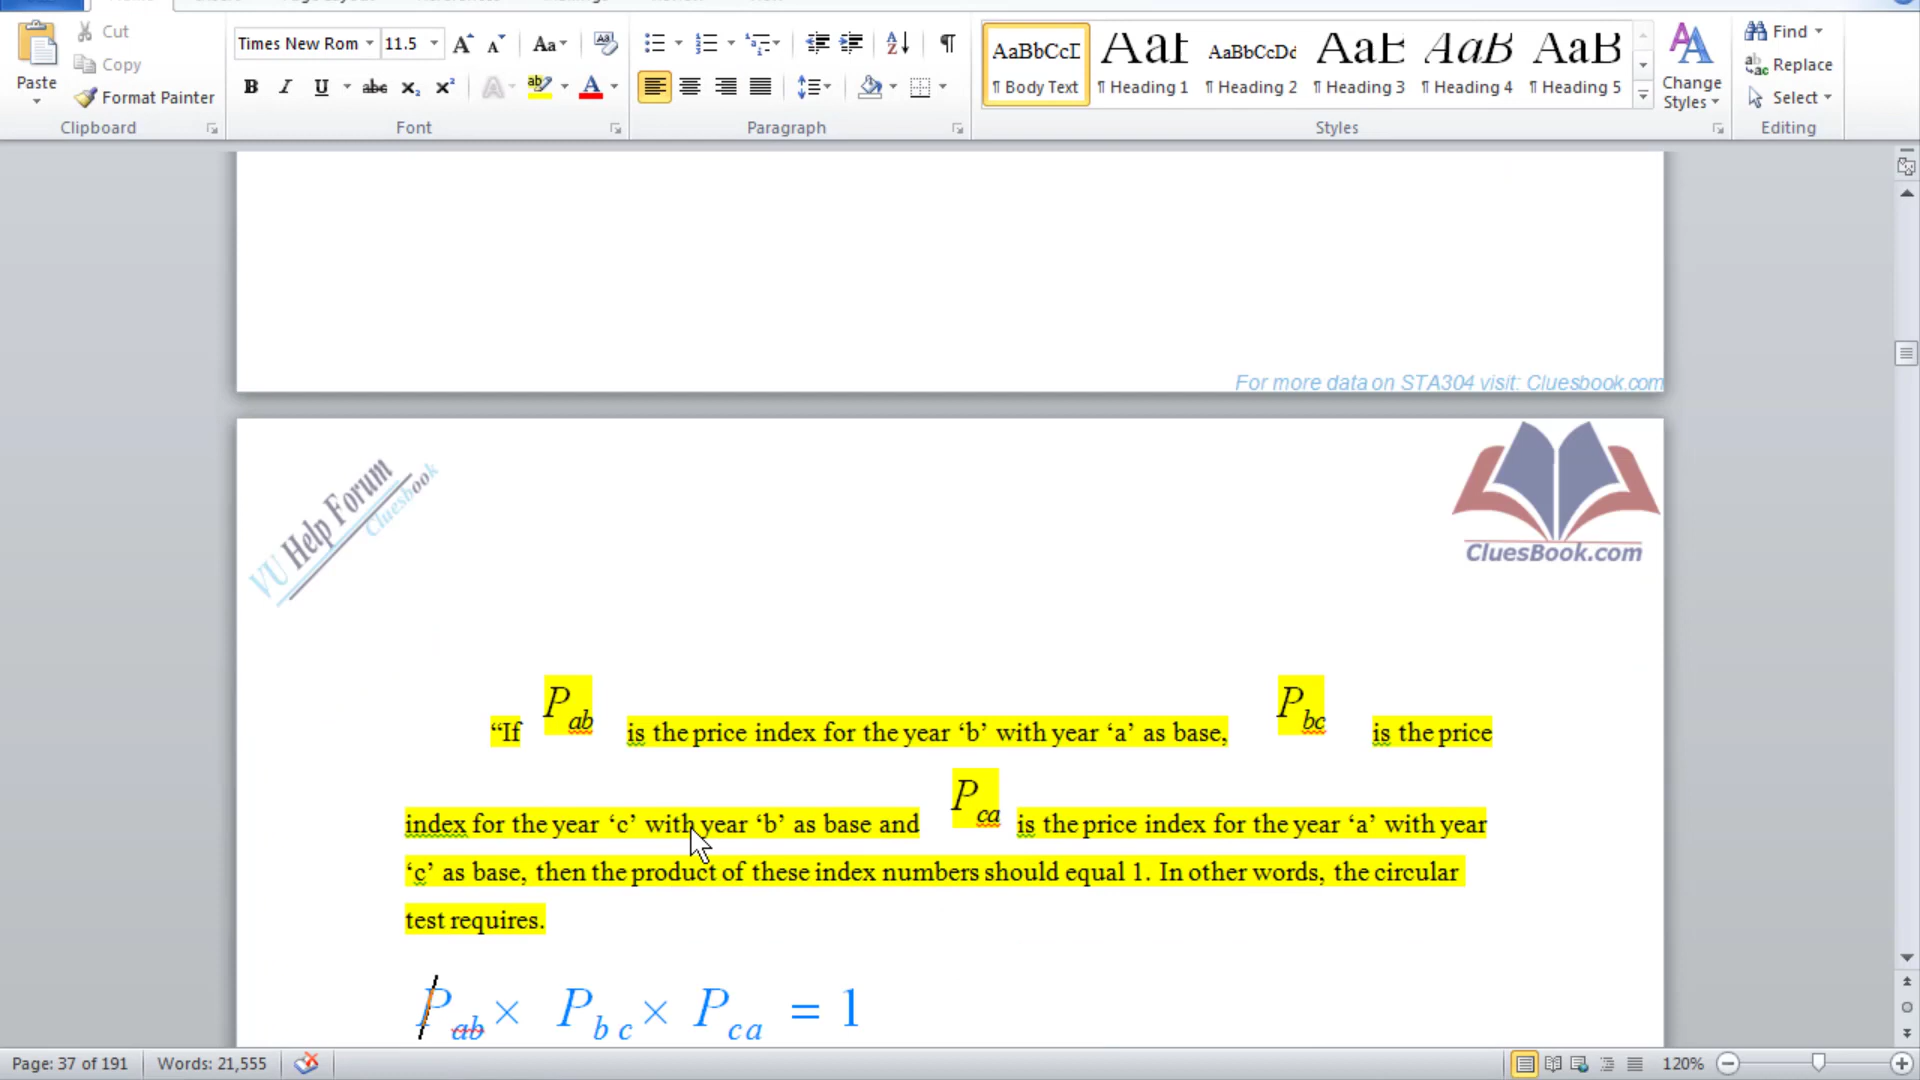 Cut
Copy
Paste
Format Painter
Clipboard
Times New Rom
11.5
Aa
B I U abc x₂ x² A ab A
Font
Paragraph
AaBbCcI AaI AaBbCcDd AaE AaB AaB
¶ Body Text ¶ Heading 1 ¶ Heading 2 ¶ Heading 3 ¶ Heading 4 ¶ Heading 5
Styles
Change
Styles
Find
Replace
Select
Editing
For more data on STA304 visit: Cluesbook.com
VU Help Forum
Cluesbook
CluesBook.com
“If P ab is the price index for the year ‘b’ with year ‘a’ as base, P bc is the price
index for the year ‘c’ with year ‘b’ as base and P ca is the price index for the year ‘a’ with year
‘c’ as base, then the product of these index numbers should equal 1. In other words, the circular
test requires.
P ab × P b c × P ca = 1
Page: 37 of 191
Words: 21,555
120%